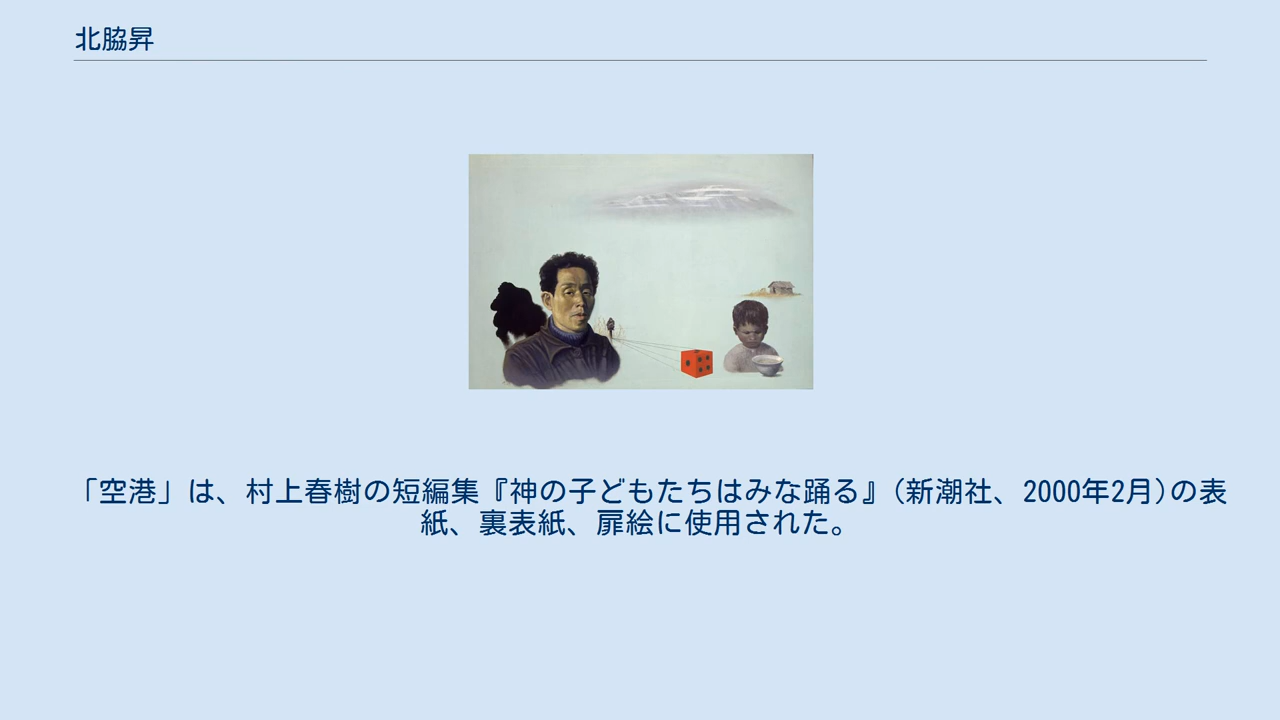 北脇昇
「空港」は、村上春樹の短編集『神の子どもたちはみな踊る』(新潮社、2000年2月)の表
紙、裏表紙、扉絵に使用された。